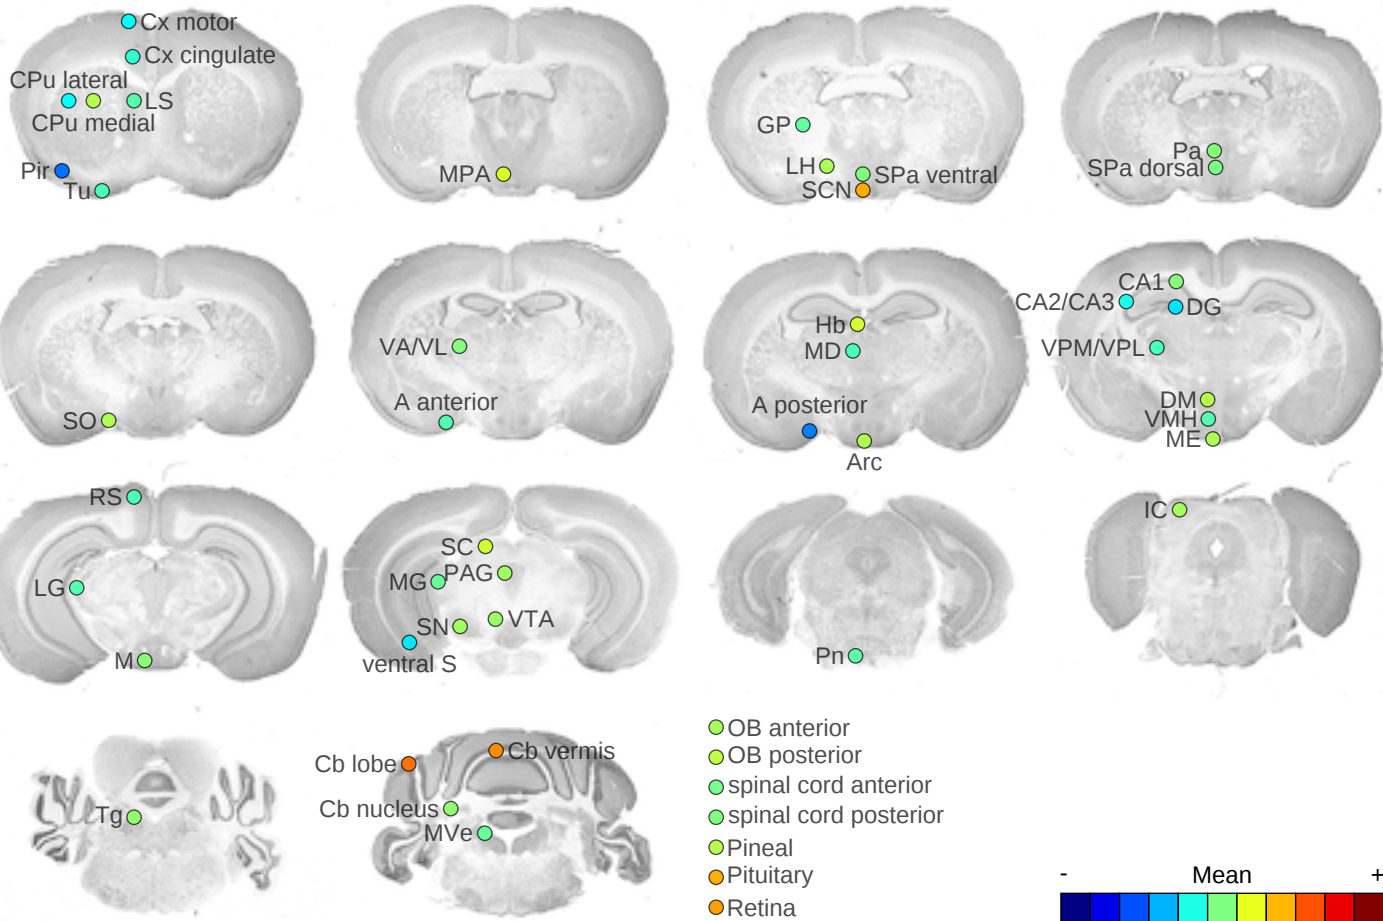 Cx motor
Cx cingulate
CPu lateral
LS
CPu medial
Pir
Tu
MPA
GP
LH
SPa ventral
SCN
Pa
SPa dorsal
SO
VA/VL
A anterior
Hb
MD
A posterior
Arc
CA1
CA2/CA3
DG
VPM/VPL
DM
VMH
ME
RS
LG
M
SC
MG
PAG
SN
VTA
ventral S
Pn
IC
Tg
Cb lobe
Cb vermis
Cb nucleus
MVe
OB anterior
OB posterior
spinal cord anterior
spinal cord posterior
Pineal
Pituitary
Retina
- Mean +